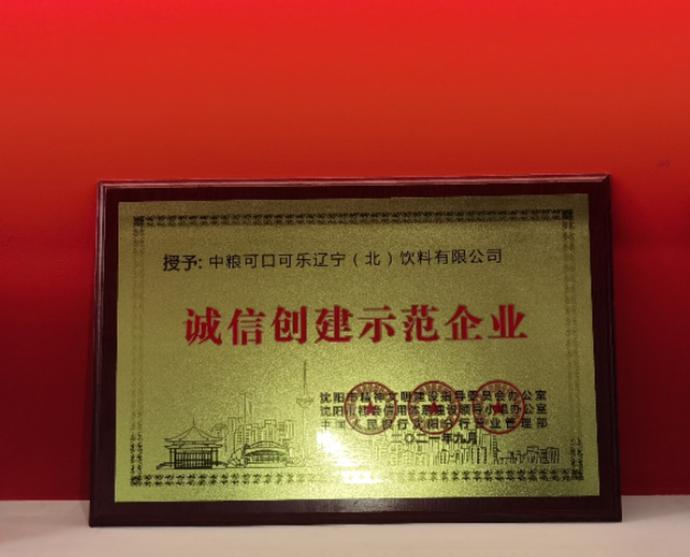 授予: 中粮可口可乐辽宁（北）饮料有限公司
诚信创建示范企业
沈阳市精神文明建设指导委员会办公室
沈阳市社会信用体系建设领导小组办公室
中国人民银行沈阳分行营业管理部
二〇二一年九月